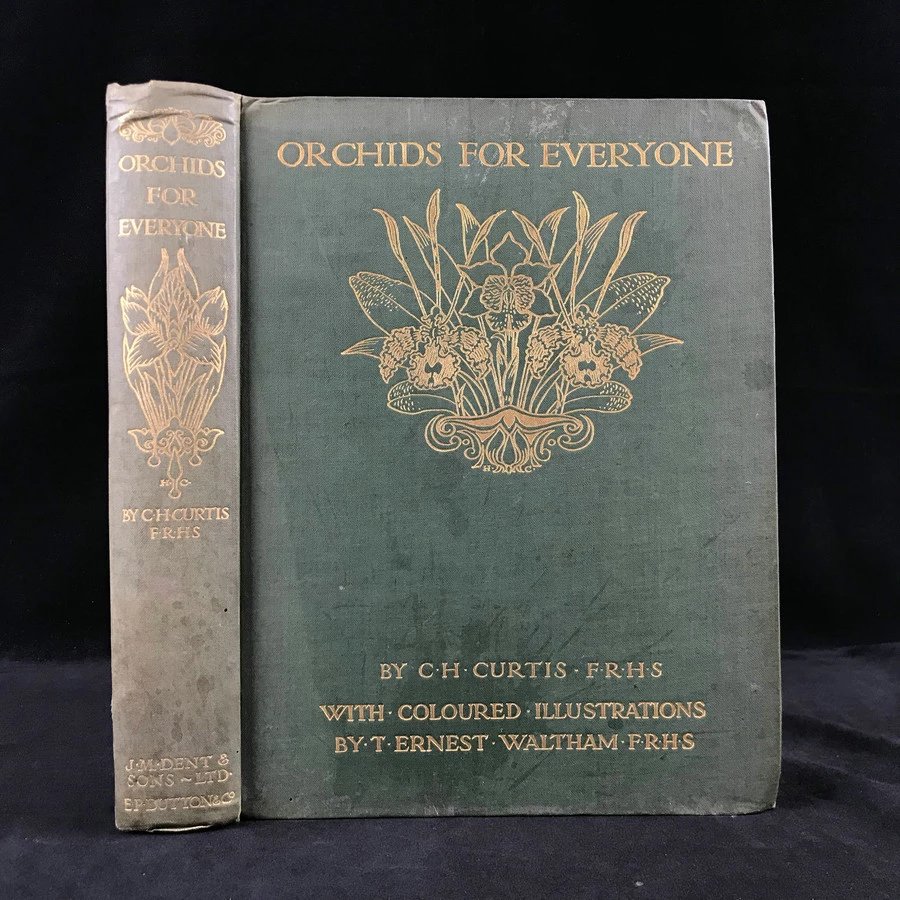 ORCHIDS
FOR
EVERYONE
H·C·
BY C·H·CURTIS
F·R·H·S
J·M·DENT &
SONS ~ LTD·
E·P·DUTTON & Co
ORCHIDS FOR EVERYONE
H·C·
BY C·H·CURTIS·F·R·H·S
WITH·COLOURED·ILLUSTRATIONS
BY·T·ERNEST·WALTHAM·F·R·H·S